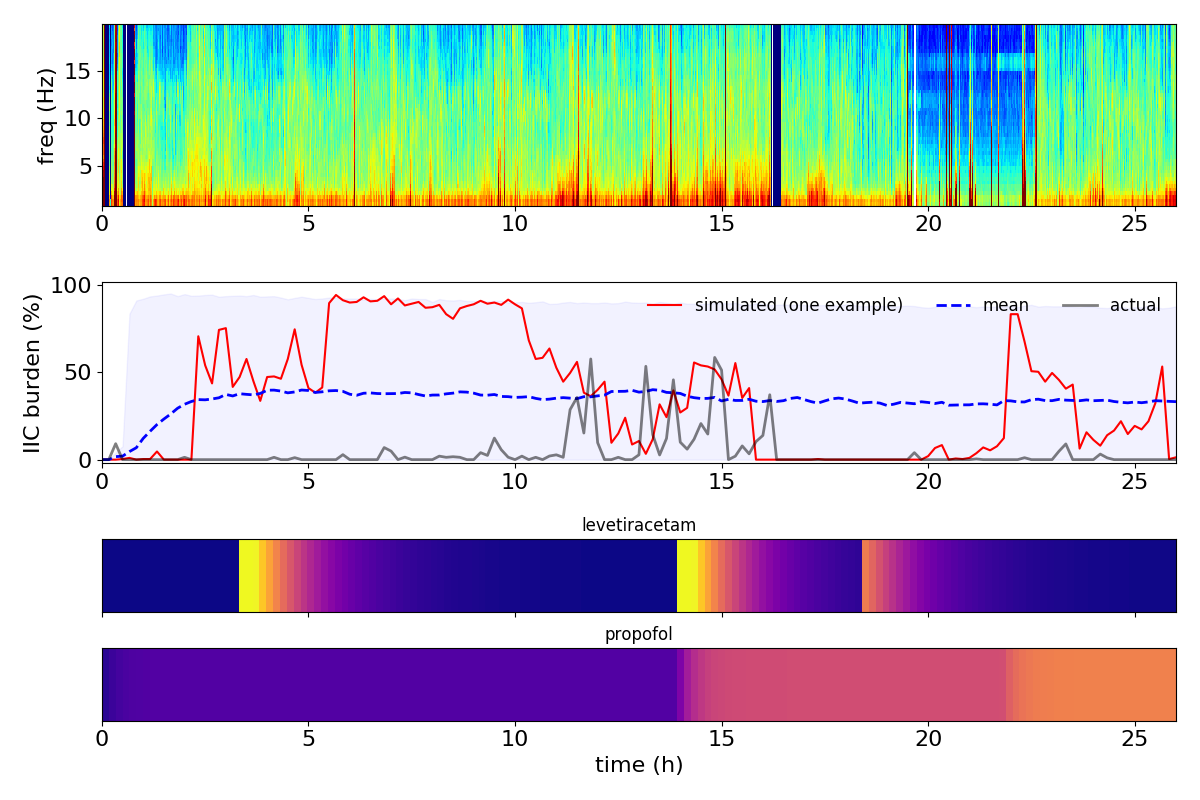 freq (Hz)
15
10
5
0 5 10 15 20 25
IIC burden (%)
100
50
0
simulated (one example) mean actual
0 5 10 15 20 25
levetiracetam
propofol
0 5 10 15 20 25
time (h)